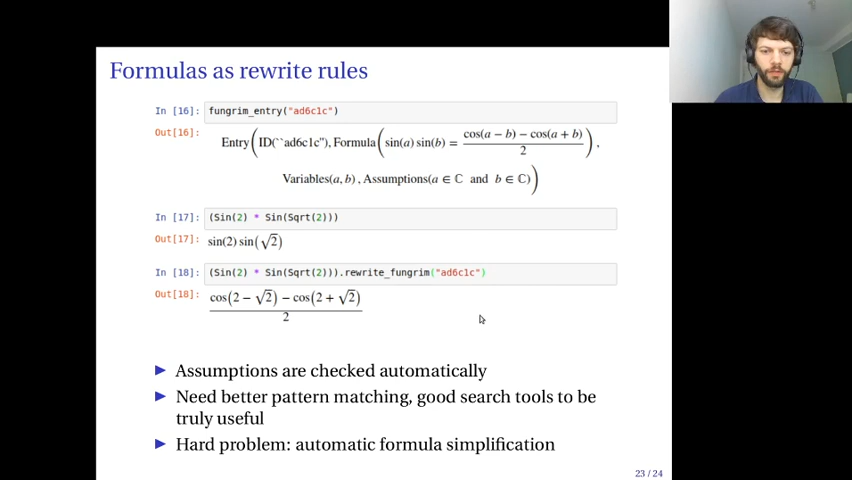 Formulas as rewrite rules
In [16]: fungrim_entry("ad6c1c")
Out[16]:
Entry(ID(``ad6c1c"), Formula(sin(a) sin(b) = (cos(a − b) − cos(a + b)) / 2),
Variables(a, b), Assumptions(a ∈ ℂ and b ∈ ℂ))
In [17]: (Sin(2) * Sin(Sqrt(2)))
Out[17]: sin(2) sin(√2)
In [18]: (Sin(2) * Sin(Sqrt(2))).rewrite_fungrim("ad6c1c")
Out[18]: (cos(2 − √2) − cos(2 + √2)) / 2
► Assumptions are checked automatically
► Need better pattern matching, good search tools to be
truly useful
► Hard problem: automatic formula simplification
23 / 24